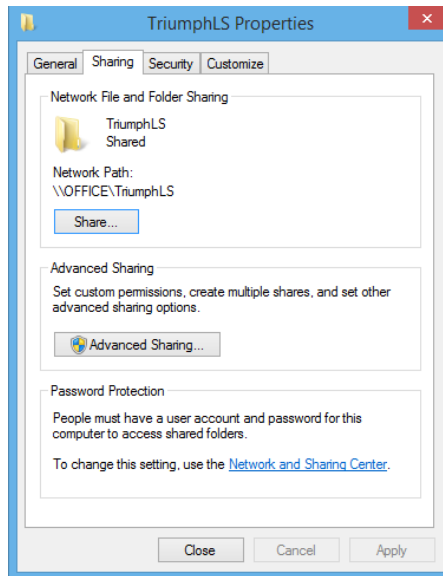 TriumphLS Properties
General Sharing Security Customize
Network File and Folder Sharing
TriumphLS
Shared
Network Path:
\\OFFICE\TriumphLS
Share...
Advanced Sharing
Set custom permissions, create multiple shares, and set other
advanced sharing options.
Advanced Sharing...
Password Protection
People must have a user account and password for this
computer to access shared folders.
To change this setting, use the Network and Sharing Center.
Close Cancel Apply